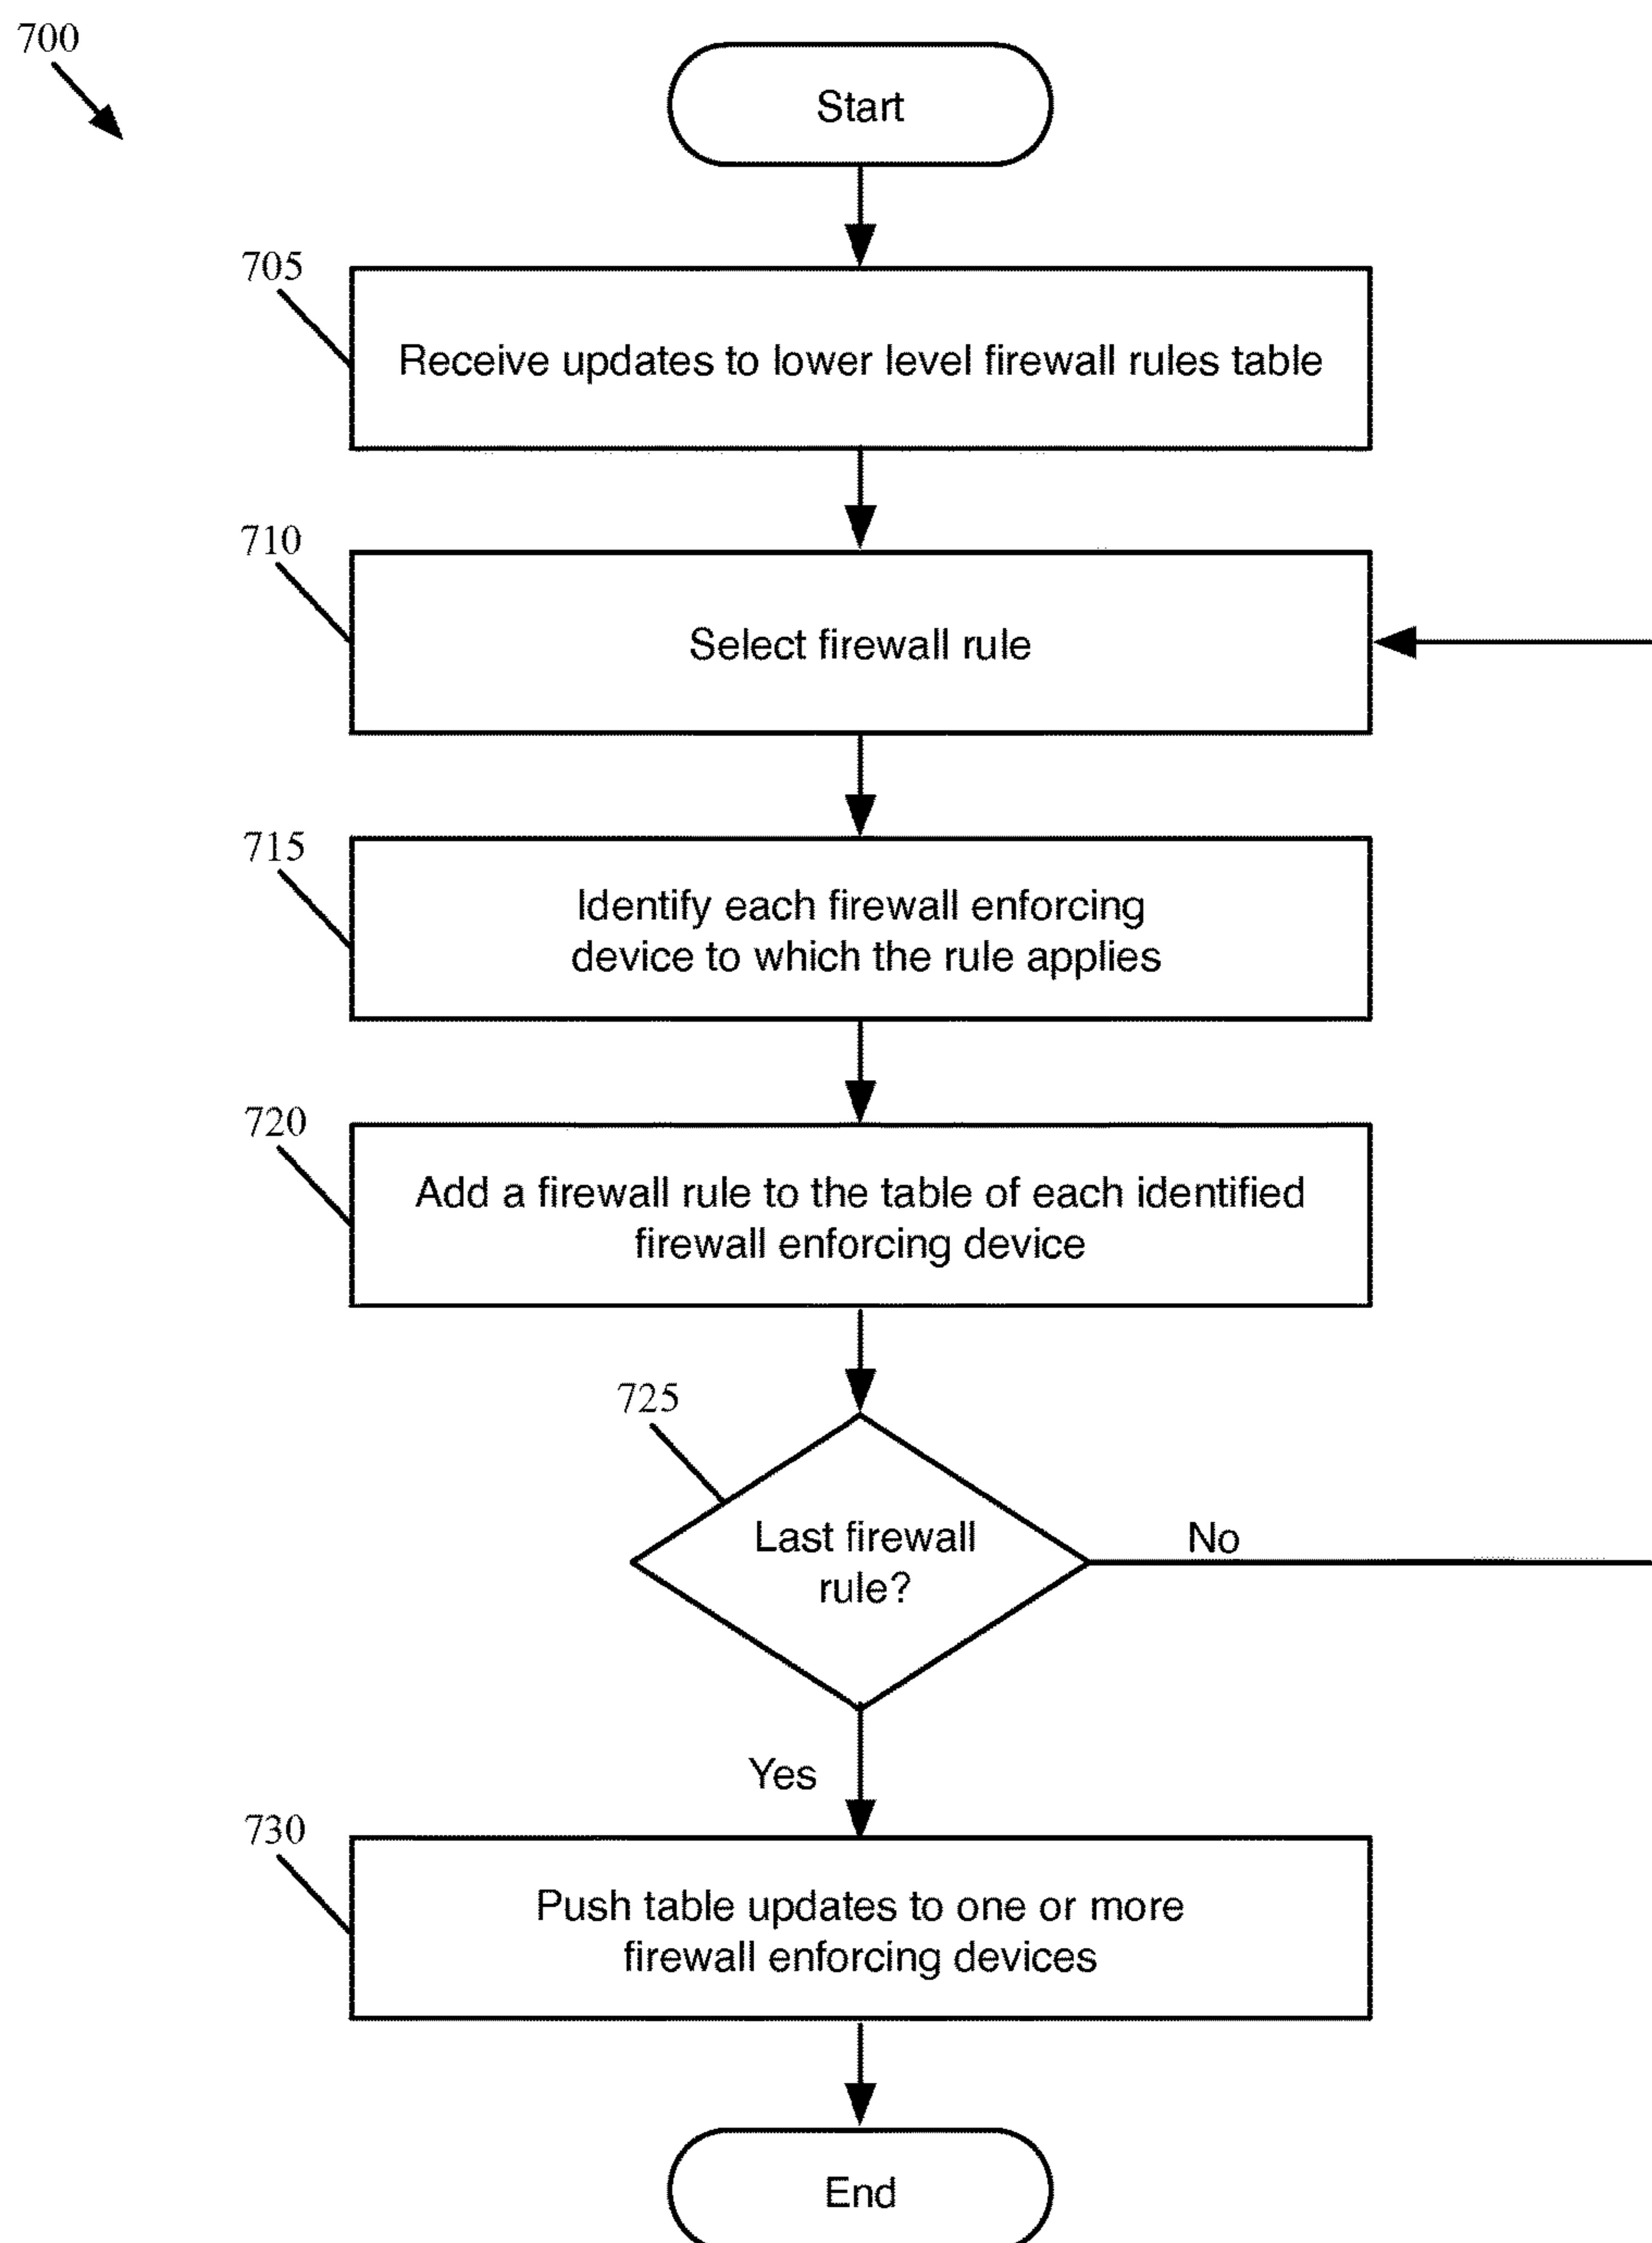 700
Start
705
Receive updates to lower level firewall rules table
710
Select firewall rule
715
Identify each firewall enforcing
device to which the rule applies
720
Add a firewall rule to the table of each identified
firewall enforcing device
725
Last firewall
rule?
No
Yes
730
Push table updates to one or more
firewall enforcing devices
End